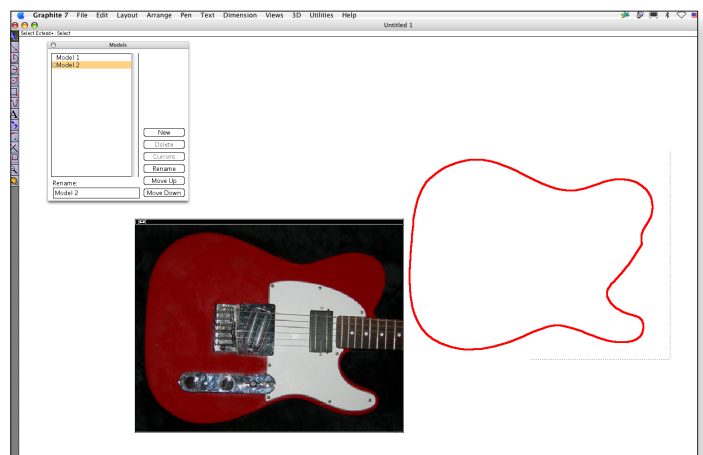 Graphite 7 File Edit Layout Arrange Pen Text Dimension Views 3D Utilities Help
Untitled 1
Select Extend+: Select
Models
Model 1
Model 2
New
Delete
Current
Rename
Move Up
Rename:
Model 2
Move Down